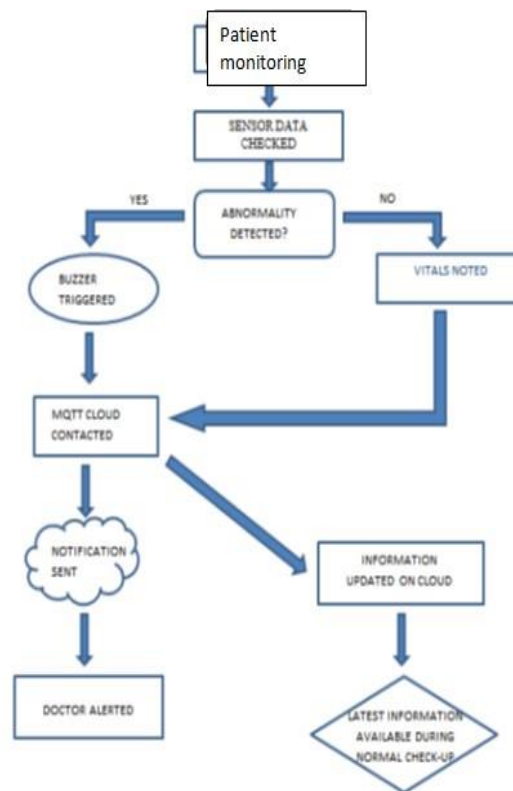 Patient
monitoring
SENSOR DATA
CHECKED
YES
ABNORMALITY
DETECTED?
NO
BUZZER
TRIGGERED
VITALS NOTED
MQTT CLOUD
CONTACTED
NOTIFICATION
SENT
INFORMATION
UPDATED ON CLOUD
DOCTOR ALERTED
LATEST INFORMATION
AVAILABLE DURING
NORMAL CHECK-UP